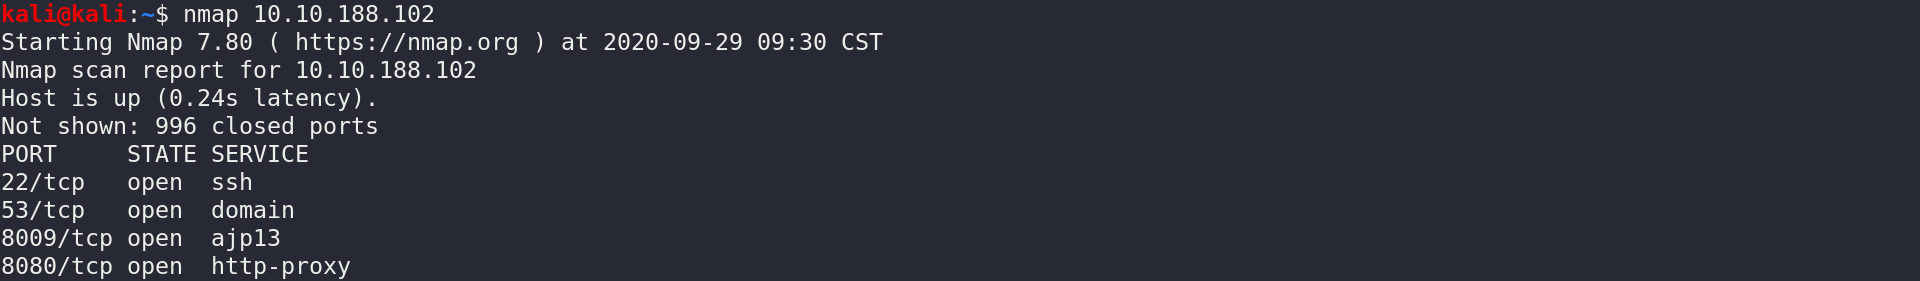 kali@kali:~$ nmap 10.10.188.102
Starting Nmap 7.80 ( https://nmap.org ) at 2020-09-29 09:30 CST
Nmap scan report for 10.10.188.102
Host is up (0.24s latency).
Not shown: 996 closed ports
PORT     STATE SERVICE
22/tcp   open  ssh
53/tcp   open  domain
8009/tcp open  ajp13
8080/tcp open  http-proxy